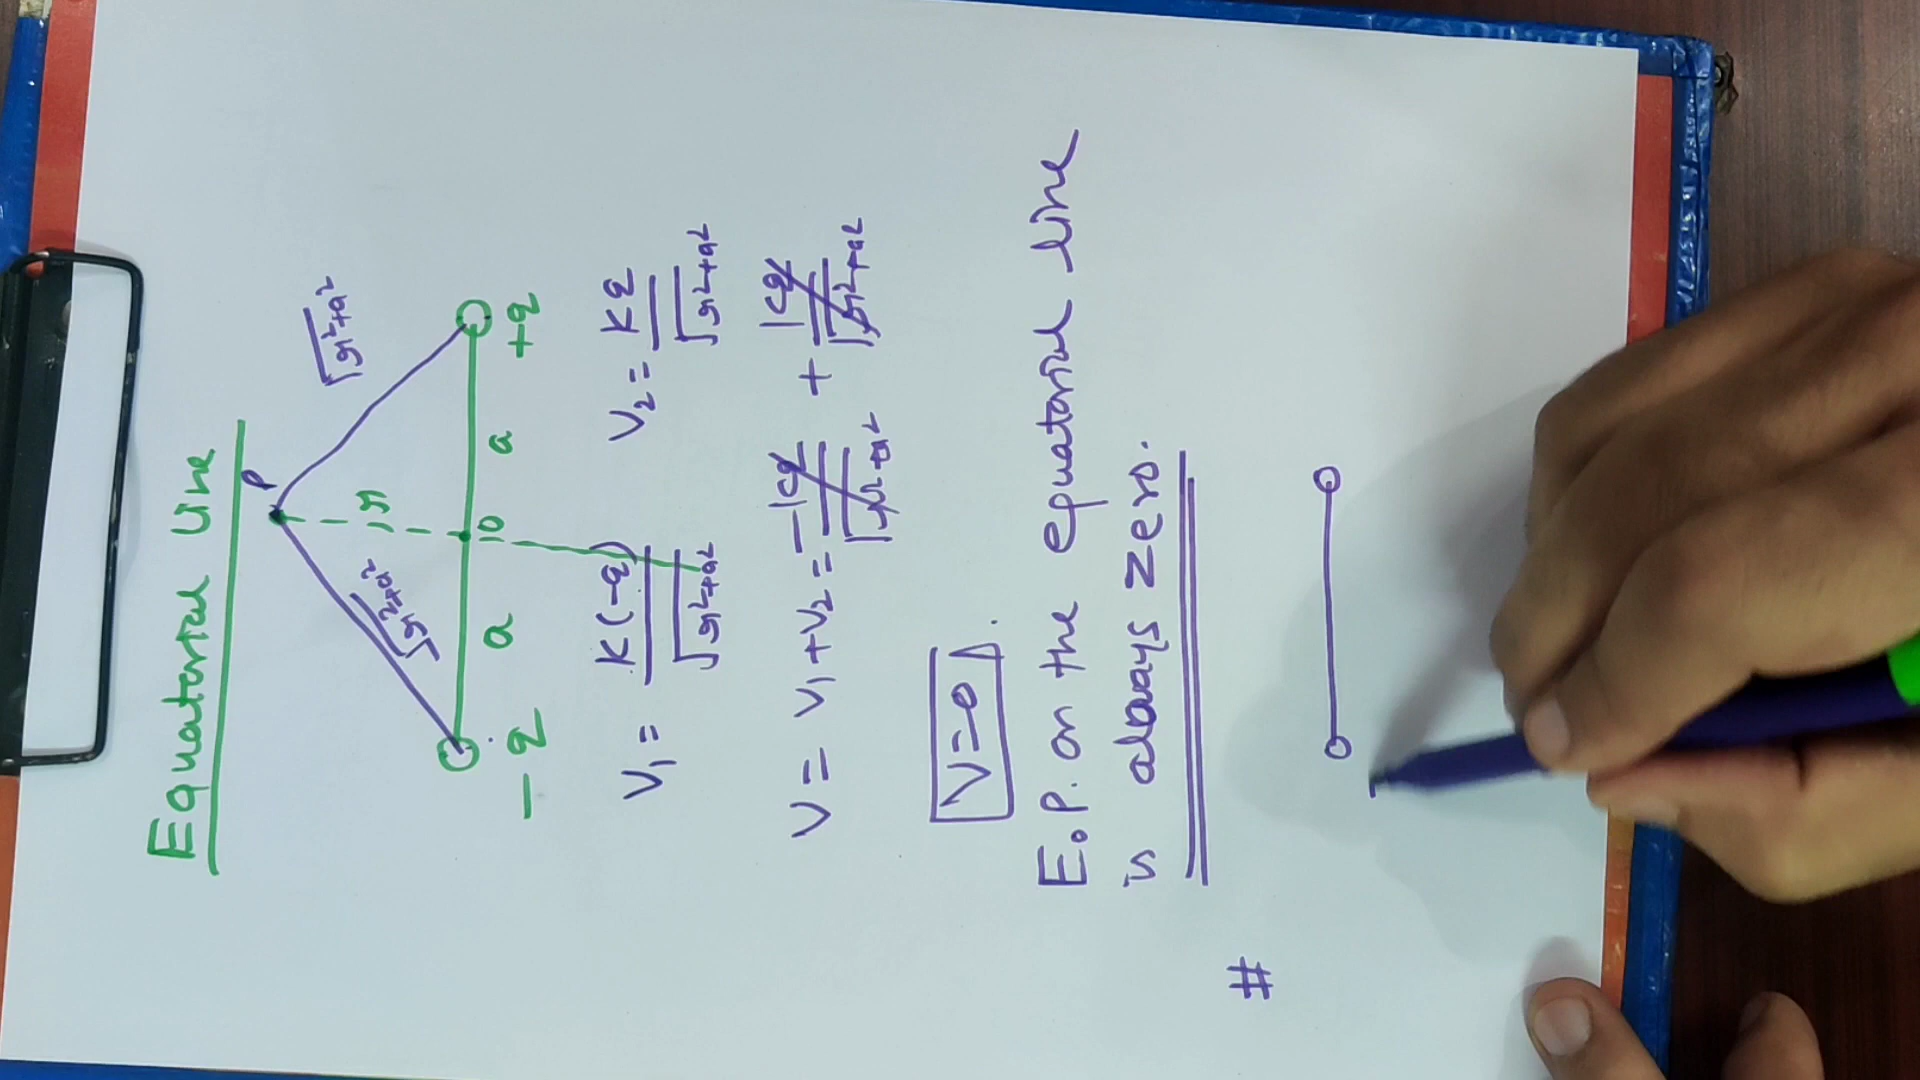 Equatorial Line
P
√r²+a²
√r²+a²
r
-q
a
O
a
+q
V₁ = K(-q)/√r²+a²
V₂ = Kq/√r²+a²
V = V₁+V₂ = -kq/√r²+a² + kq/√r²+a²
V=0
E.P. on the equatorial line
is always zero.
#
-